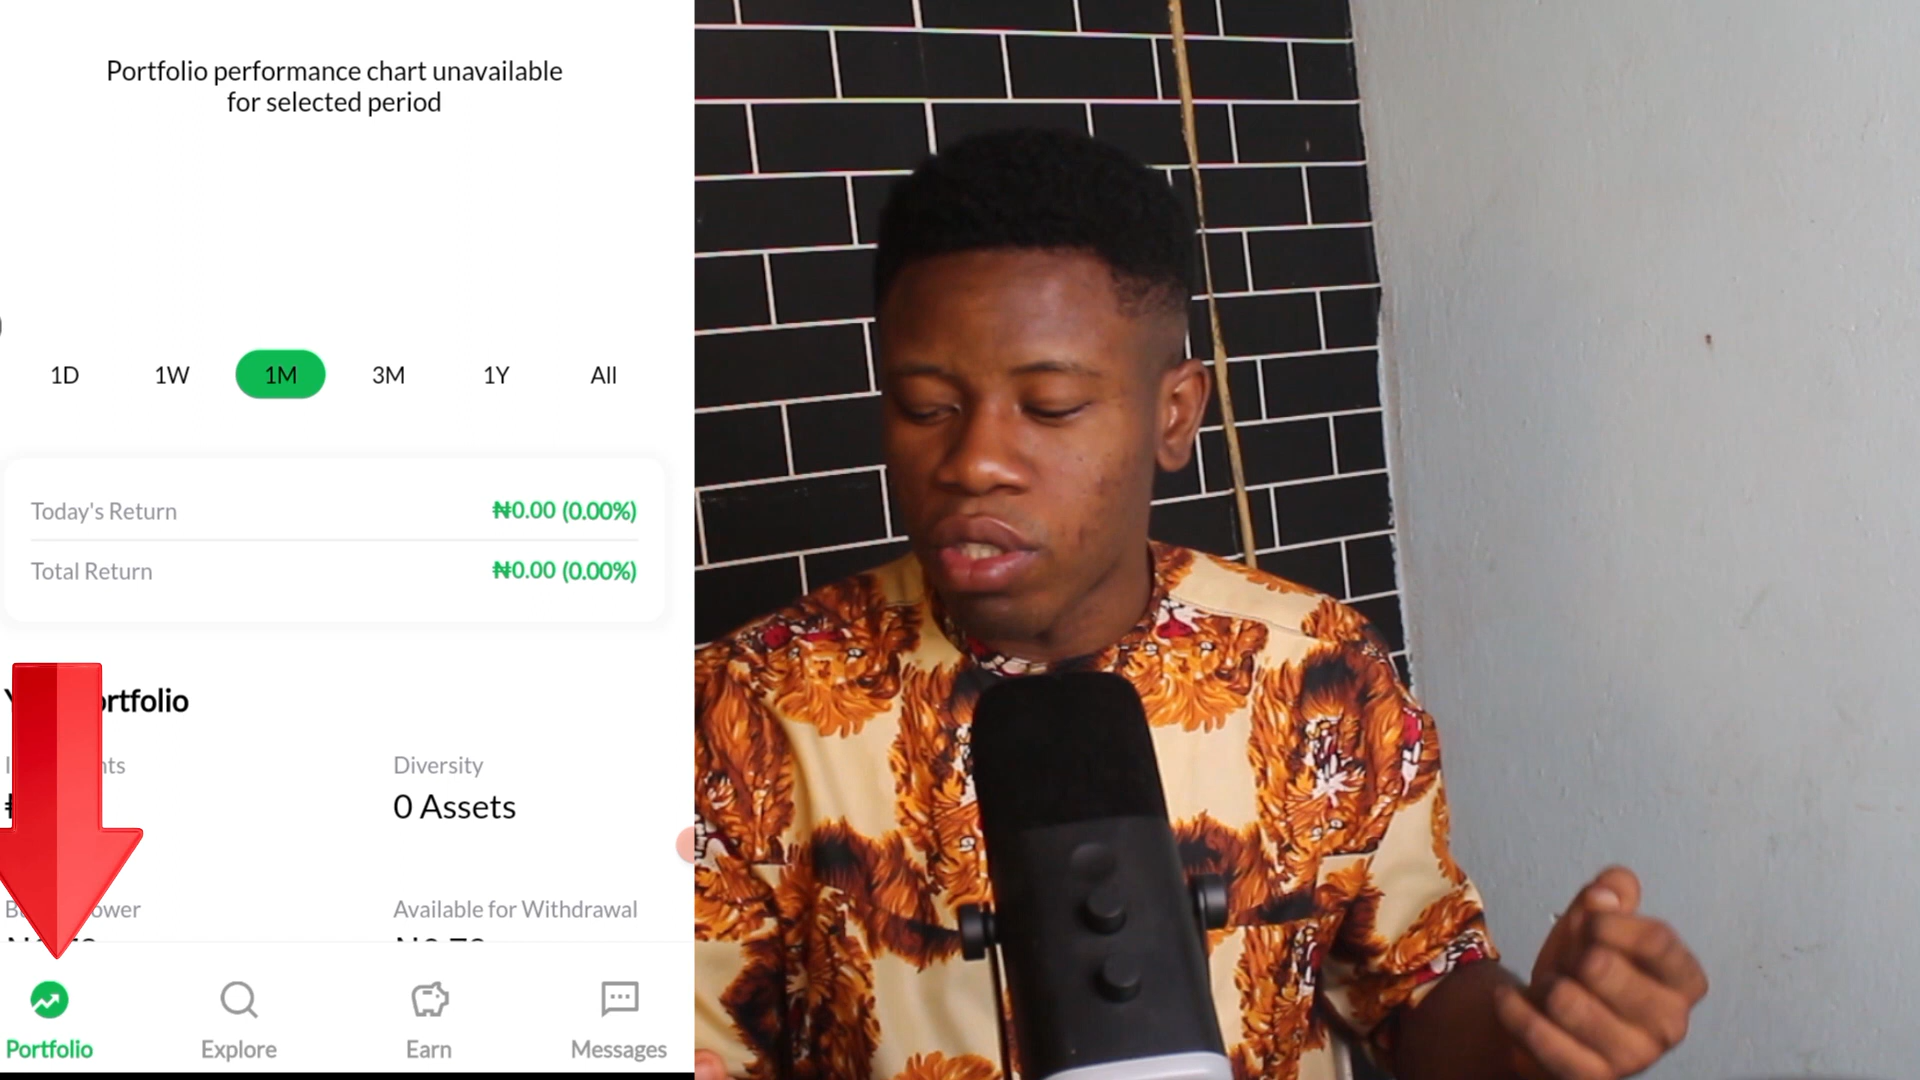 Portfolio performance chart unavailable
for selected period
1D 1W 1M 3M 1Y All
Today's Return ₦0.00 (0.00%)
Total Return ₦0.00 (0.00%)
Diversity
0 Assets
Available for Withdrawal
Portfolio Explore Earn Messages